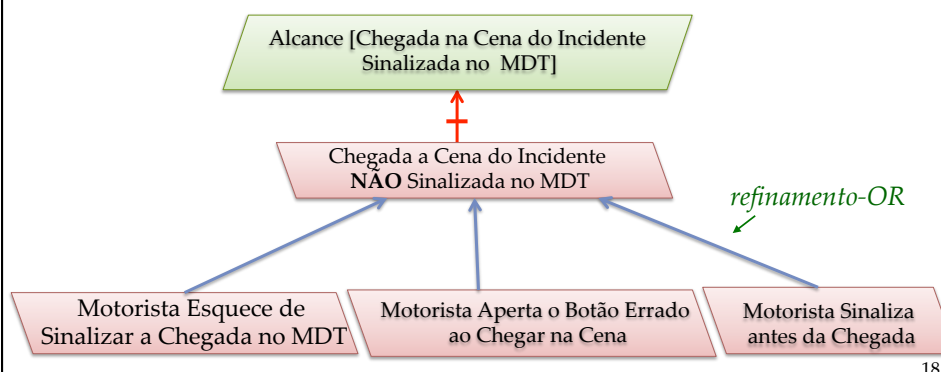 Alcance [Chegada na Cena do Incidente
Sinalizada no MDT]
Chegada a Cena do Incidente
NÃO Sinalizada no MDT
refinamento-OR
Motorista Esquece de
Sinalizar a Chegada no MDT
Motorista Aperta o Botão Errado
ao Chegar na Cena
Motorista Sinaliza
antes da Chegada
18